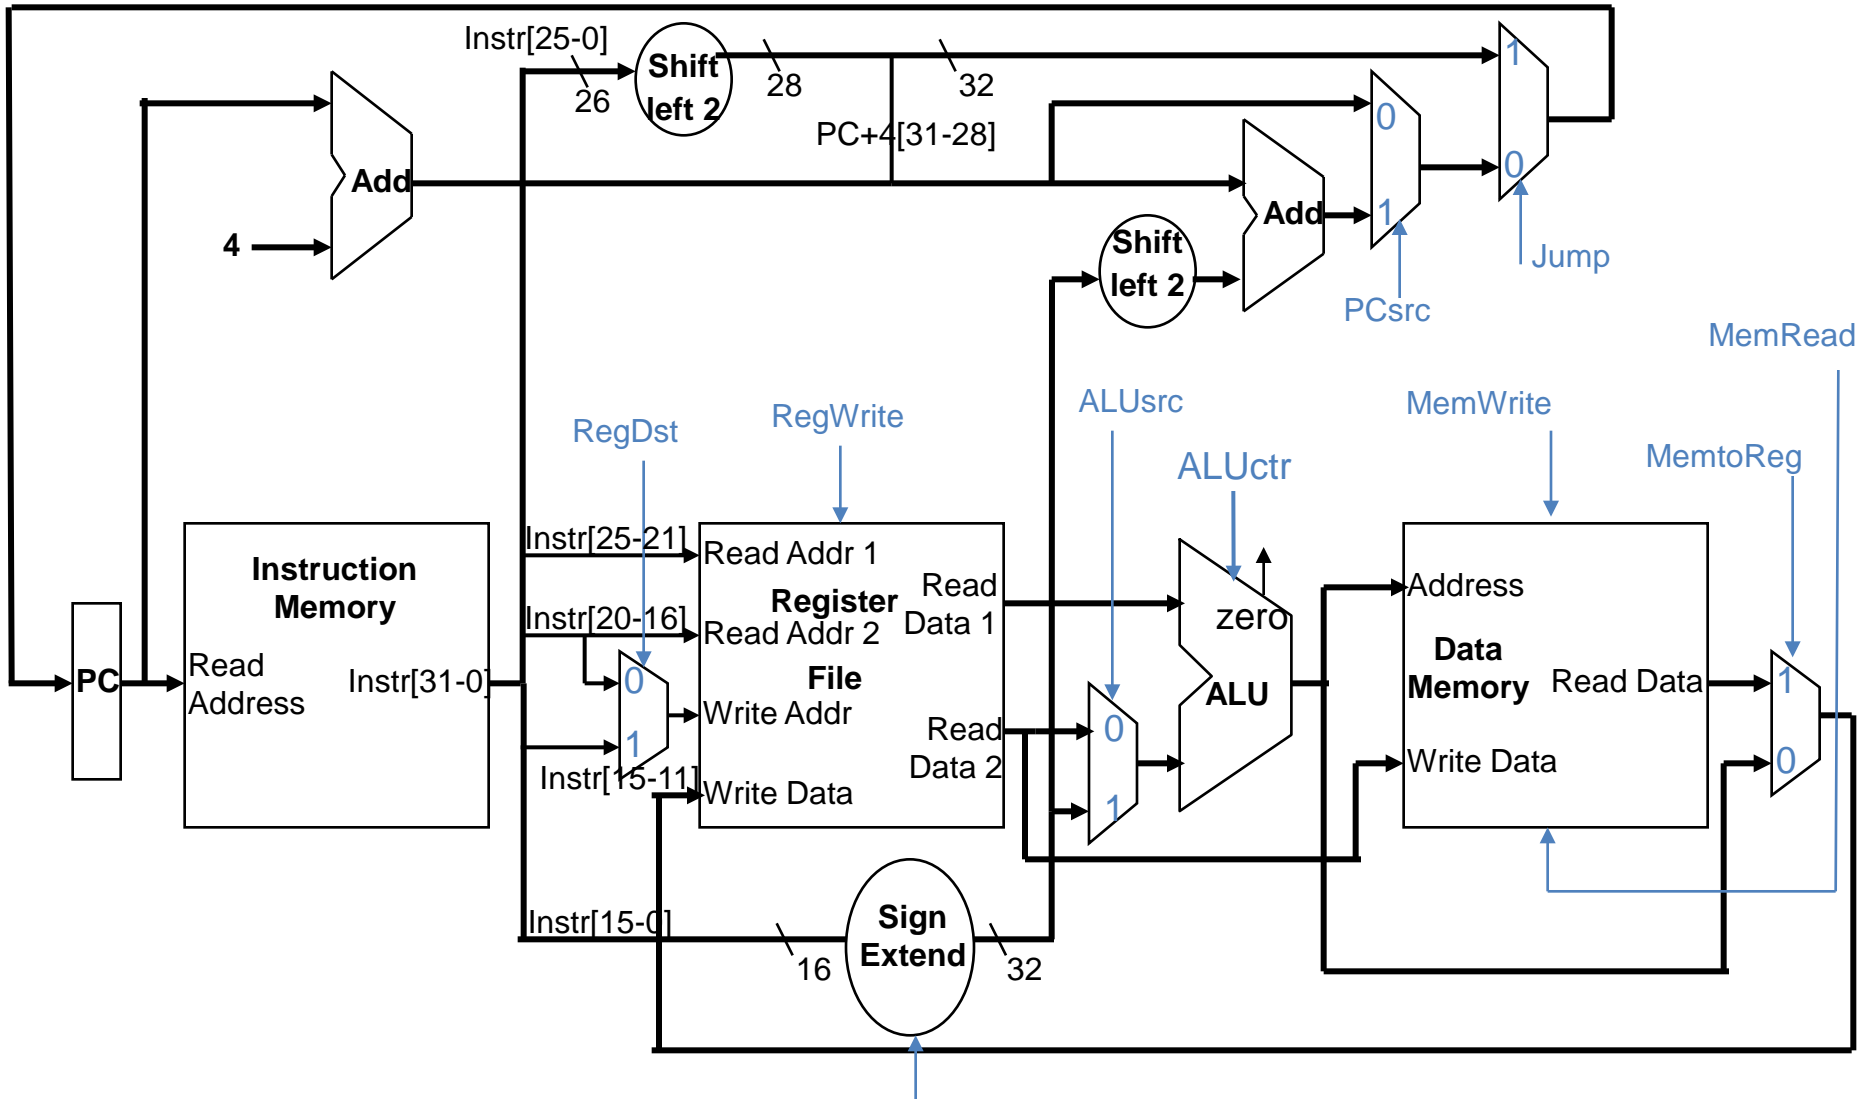 Instr[25-0]
26
Shift
left 2
28
32
PC+4[31-28]
Add
4
Shift
left 2
Add
0
1
PCsrc
1
0
Jump
MemRead
RegDst
RegWrite
ALUsrc
ALUctr
MemWrite
MemtoReg
PC
Instruction
Memory
Read
Address
Instr[31-0]
Instr[25-21]
Instr[20-16]
0
1
Instr[15-11]
Read Addr 1
Register
Read Addr 2
File
Write Addr
Write Data
Read
Data 1
Read
Data 2
0
1
zero
ALU
Address
Data
Memory
Read Data
Write Data
1
0
Instr[15-0]
16
Sign
Extend
32